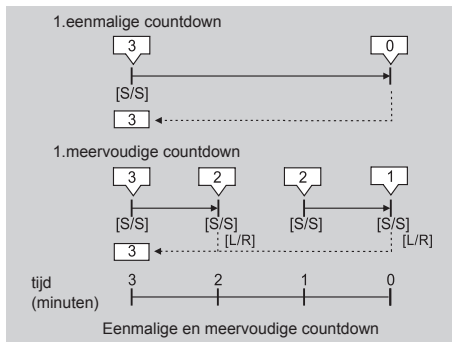 1.eenmalige countdown
3 0
[S/S]
3
1.meervoudige countdown
3 2 2 1
[S/S] [S/S] [S/S] [S/S]
[L/R] [L/R]
3
tijd 3 2 1 0
(minuten)
Eenmalige en meervoudige countdown